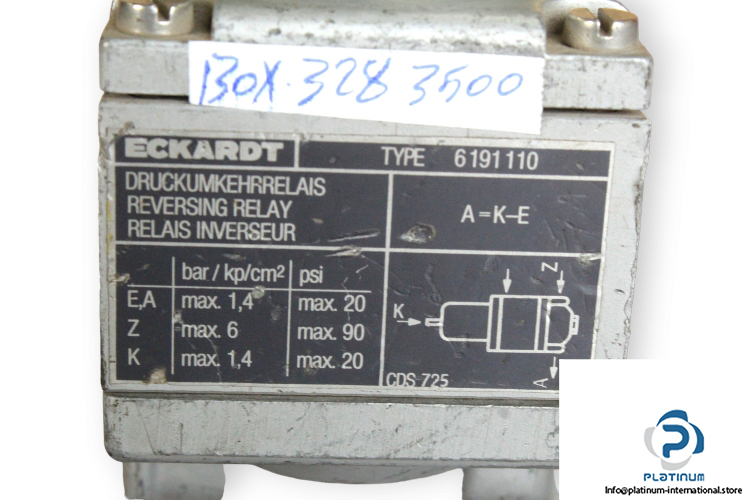 BOX 328 3500
ECKARDT TYPE 6191110
DRUCKUMKEHRRELAIS
REVERSING RELAY
RELAIS INVERSEUR
A=K–E
bar / kp/cm² psi
E,A max. 1,4 max. 20
Z max. 6 max. 90
K max. 1,4 max. 20
Z
K
A
CDS 725
PLATINUM
INTERNATIONAL
Info@platinum-international.store